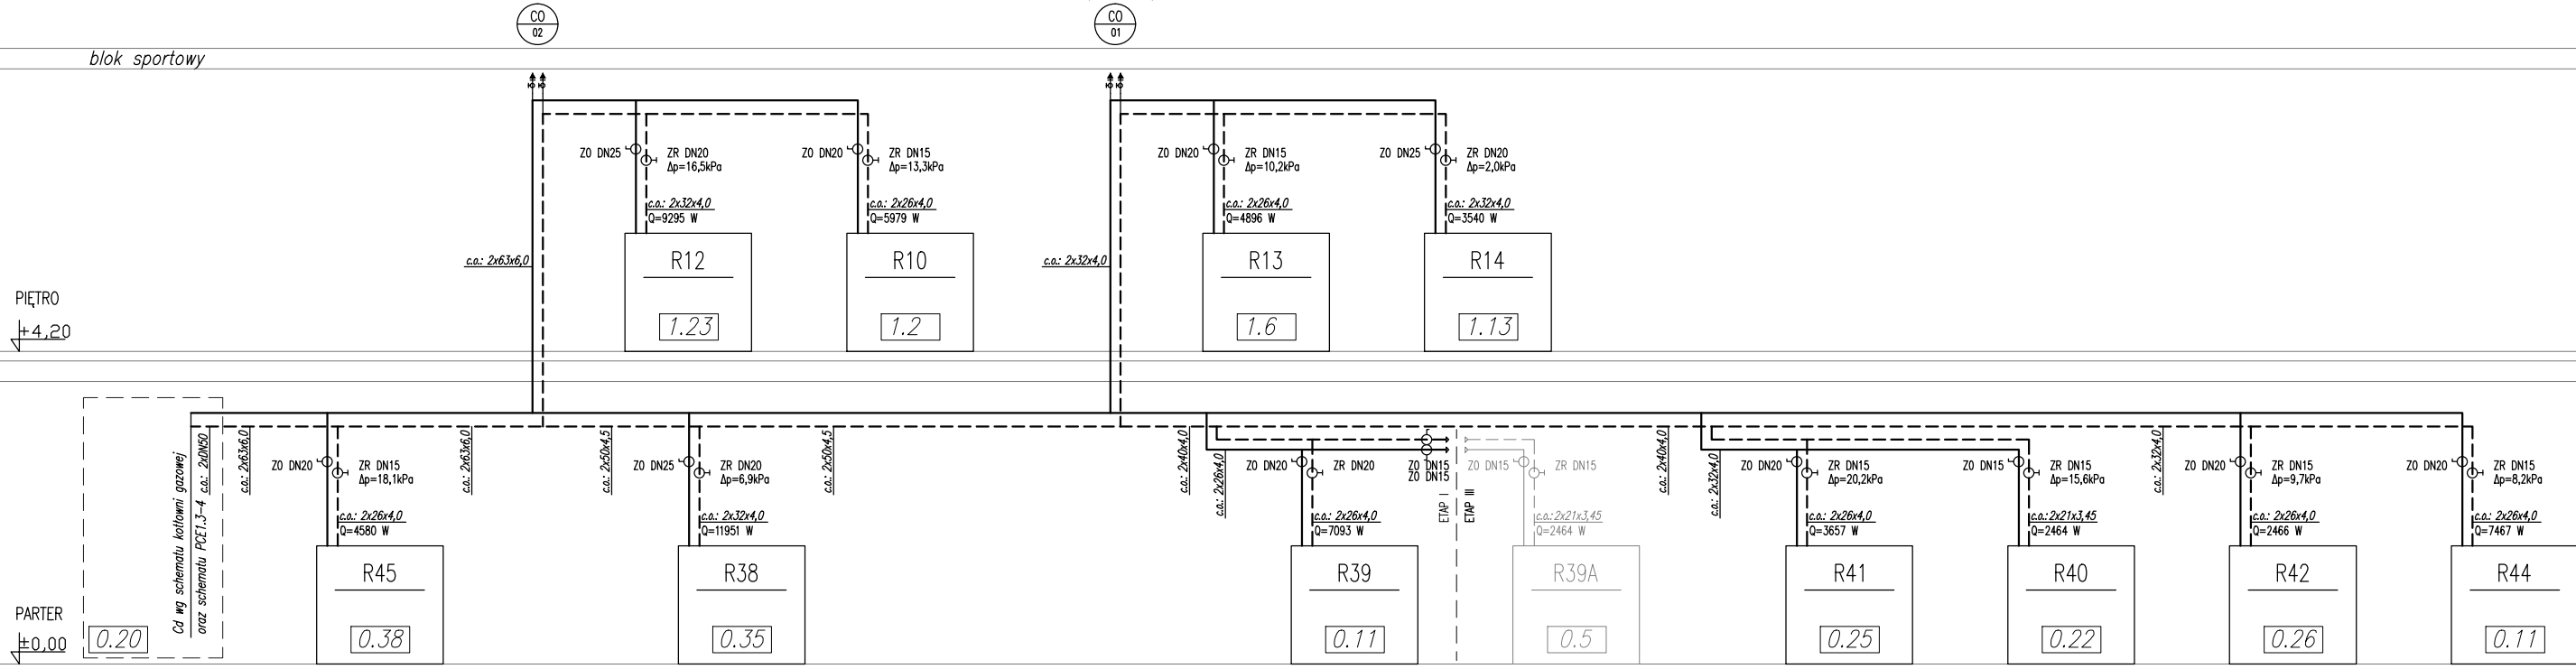 CO
02
CO
01
blok sportowy
ZO DN25
ZR DN20
Δp=16,5kPa
c.o.: 2x32x4,0
Q=9295 W
ZO DN20
ZR DN15
Δp=13,3kPa
c.o.: 2x26x4,0
Q=5979 W
ZO DN20
ZR DN15
Δp=10,2kPa
c.o.: 2x26x4,0
Q=4896 W
ZO DN25
ZR DN20
Δp=2,0kPa
c.o.: 2x32x4,0
Q=3540 W
c.o.: 2x63x6,0
R12
1.23
R10
1.2
c.o.: 2x32x4,0
R13
1.6
R14
1.13
PIĘTRO
+4,20
Cd wg schematu kotłowni gazowej
oraz schematu PCE1.3-4
c.o.: 2xDN50
c.o.: 2x63x6,0
ZO DN20
ZR DN15
Δp=18,1kPa
c.o.: 2x26x4,0
Q=4580 W
c.o.: 2x63x6,0
c.o.: 2x50x4,5
ZO DN25
ZR DN20
Δp=6,9kPa
c.o.: 2x32x4,0
Q=11951 W
c.o.: 2x50x4,5
c.o.: 2x40x4,0
c.o.: 2x26x4,0
ZO DN20
ZR DN20
c.o.: 2x26x4,0
Q=7093 W
ZO DN15
ZO DN15
ETAP I
ETAP III
ZO DN15
ZR DN15
c.o.: 2x21x3,45
Q=2464 W
c.o.: 2x40x4,0
c.o.: 2x32x4,0
ZO DN20
ZR DN15
Δp=20,2kPa
c.o.: 2x26x4,0
Q=3657 W
ZO DN15
ZR DN15
Δp=15,6kPa
c.o.: 2x21x3,45
Q=2464 W
c.o.: 2x32x4,0
ZO DN20
ZR DN15
Δp=9,7kPa
c.o.: 2x26x4,0
Q=2466 W
ZO DN20
ZR DN15
Δp=8,2kPa
c.o.: 2x26x4,0
Q=7467 W
PARTER
±0,00
0.20
R45
0.38
R38
0.35
R39
0.11
R39A
0.5
R41
0.25
R40
0.22
R42
0.26
R44
0.11